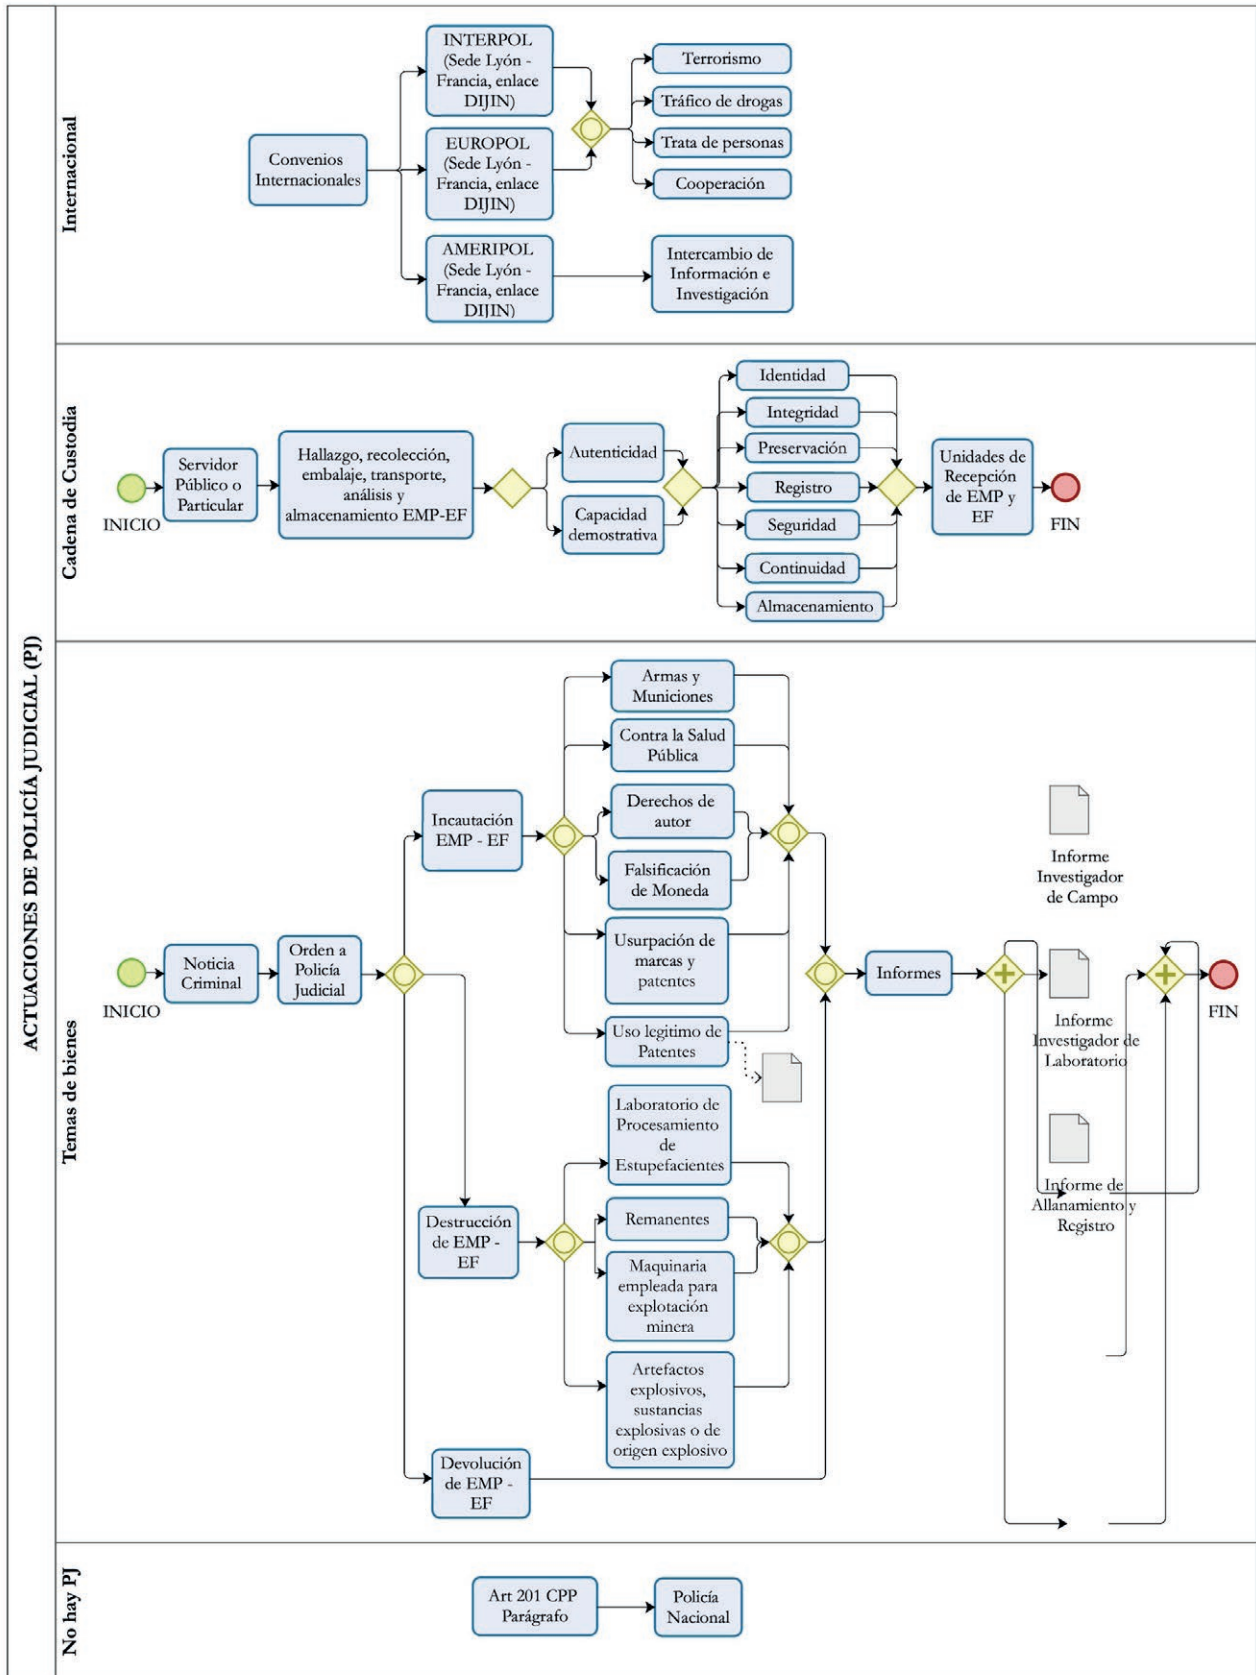 ACTUACIONES DE POLICÍA JUDICIAL (PJ)
Internacional
Convenios
Internacionales
INTERPOL
(Sede Lyón -
Francia, enlace
DIJIN)
EUROPOL
(Sede Lyón -
Francia, enlace
DIJIN)
AMERIPOL
(Sede Lyón -
Francia, enlace
DIJIN)
Terrorismo
Tráfico de drogas
Trata de personas
Cooperación
Intercambio de
Información e
Investigación
Cadena de Custodia
INICIO
Servidor
Público o
Particular
Hallazgo, recolección,
embalaje, transporte,
análisis y
almacenamiento EMP-EF
Autenticidad
Capacidad
demostrativa
Identidad
Integridad
Preservación
Registro
Seguridad
Continuidad
Almacenamiento
Unidades de
Recepción
de EMP y
EF
FIN
Temas de bienes
INICIO
Noticia
Criminal
Orden a
Policía
Judicial
Incautación
EMP - EF
Armas y
Municiones
Contra la Salud
Pública
Derechos de
autor
Falsificación
de Moneda
Usurpación de
marcas y
patentes
Uso legitimo de
Patentes
Destrucción
de EMP -
EF
Laboratorio de
Procesamiento
de
Estupefacientes
Remanentes
Maquinaria
empleada para
explotación
minera
Artefactos
explosivos,
sustancias
explosivas o de
origen explosivo
Devolución
de EMP -
EF
Informes
Informe
Investigador
de Campo
Informe
Investigador de
Laboratorio
Informe de
Allanamiento y
Registro
FIN
No hay PJ
Art 201 CPP
Parágrafo
Policía
Nacional